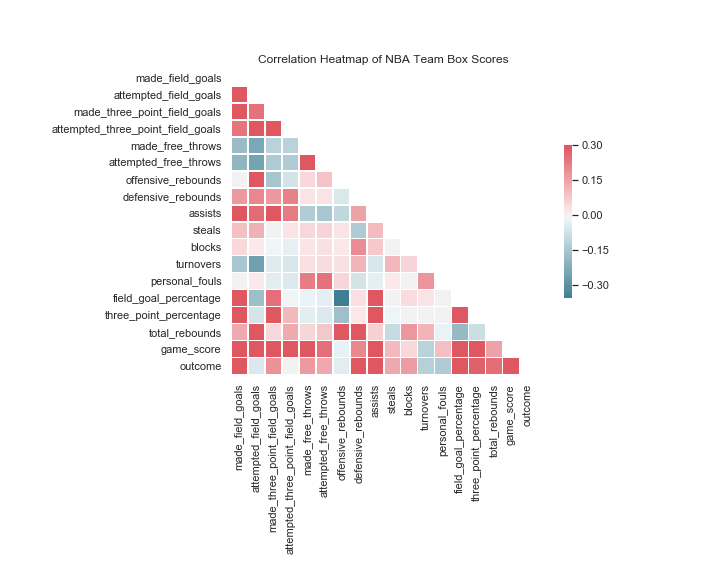 Correlation Heatmap of NBA Team Box Scores
made_field_goals
attempted_field_goals
made_three_point_field_goals
attempted_three_point_field_goals
made_free_throws
attempted_free_throws
offensive_rebounds
defensive_rebounds
assists
steals
blocks
turnovers
personal_fouls
field_goal_percentage
three_point_percentage
total_rebounds
game_score
outcome
made_field_goals
attempted_field_goals
made_three_point_field_goals
attempted_three_point_field_goals
made_free_throws
attempted_free_throws
offensive_rebounds
defensive_rebounds
assists
steals
blocks
turnovers
personal_fouls
field_goal_percentage
three_point_percentage
total_rebounds
game_score
outcome
0.30
0.15
0.00
−0.15
−0.30